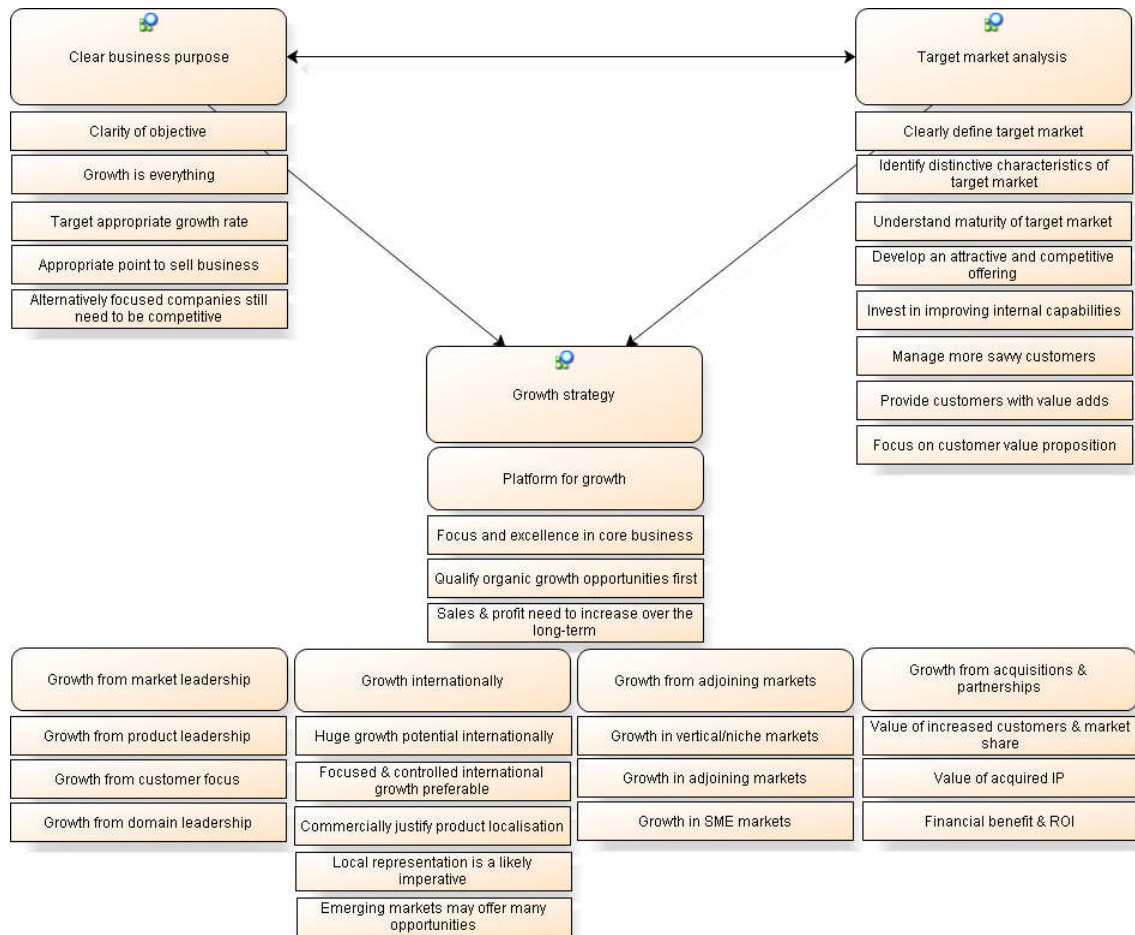 Clear business purpose
Clarity of objective
Growth is everything
Target appropriate growth rate
Appropriate point to sell business
Alternatively focused companies still
need to be competitive
Target market analysis
Clearly define target market
Identify distinctive characteristics of
target market
Understand maturity of target market
Develop an attractive and competitive
offering
Invest in improving internal capabilities
Manage more savvy customers
Provide customers with value adds
Focus on customer value proposition
Growth strategy
Platform for growth
Focus and excellence in core business
Qualify organic growth opportunities first
Sales & profit need to increase over the
long-term
Growth from market leadership
Growth from product leadership
Growth from customer focus
Growth from domain leadership
Growth internationally
Huge growth potential internationally
Focused & controlled international
growth preferable
Commercially justify product localisation
Local representation is a likely
imperative
Emerging markets may offer many
opportunities
Growth from adjoining markets
Growth in vertical/niche markets
Growth in adjoining markets
Growth in SME markets
Growth from acquisitions &
partnerships
Value of increased customers & market
share
Value of acquired IP
Financial benefit & ROI